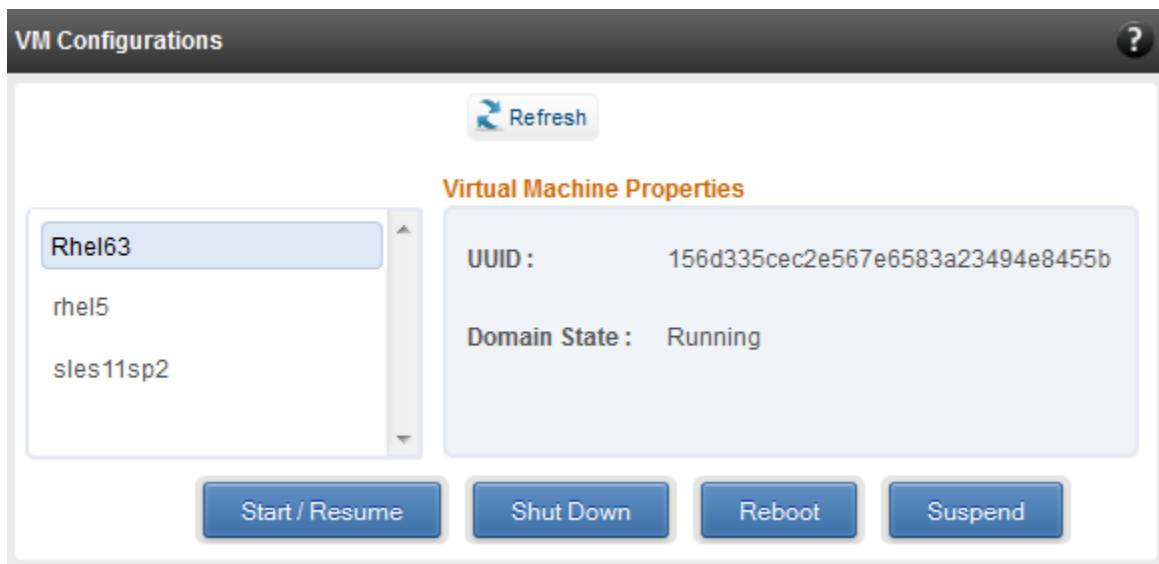 VM Configurations ?
Refresh
Virtual Machine Properties
Rhel63
rhel5
sles11sp2
UUID : 156d335cec2e567e6583a23494e8455b
Domain State : Running
Start / Resume Shut Down Reboot Suspend